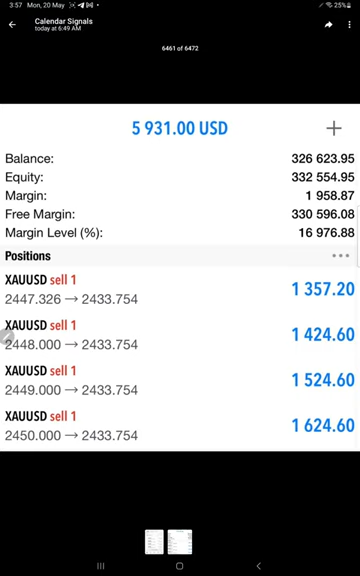 3:57 Mon, 20 May
25%
Calendar Signals
today at 6:49 AM
6461 of 6472
5 931.00 USD
Balance: 326 623.95
Equity: 332 554.95
Margin: 1 958.87
Free Margin: 330 596.08
Margin Level (%): 16 976.88
Positions
XAUUSD sell 1
2447.326 → 2433.754
1 357.20
XAUUSD sell 1
2448.000 → 2433.754
1 424.60
XAUUSD sell 1
2449.000 → 2433.754
1 524.60
XAUUSD sell 1
2450.000 → 2433.754
1 624.60